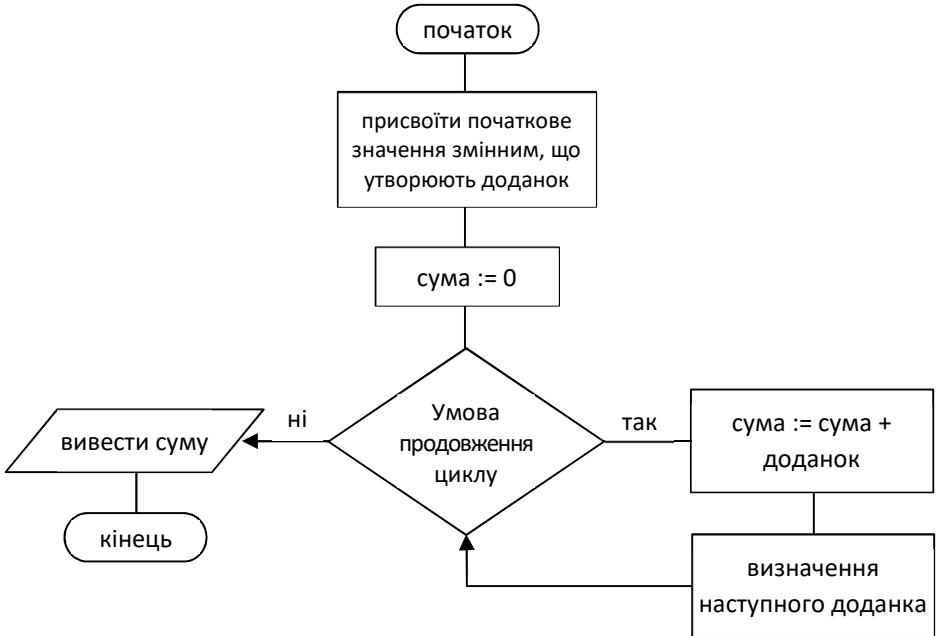 початок
присвоїти початкове
значення змінним, що
утворюють доданок
сума := 0
Умова
продовження
циклу
ні
так
вивести суму
кінець
сума := сума +
доданок
визначення
наступного доданка